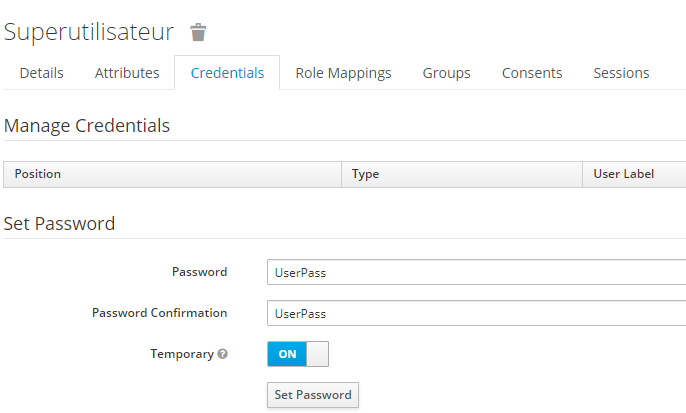 Superutilisateur
Details Attributes Credentials Role Mappings Groups Consents Sessions
Manage Credentials
Position Type User Label
Set Password
Password UserPass
Password Confirmation UserPass
Temporary ? ON
Set Password